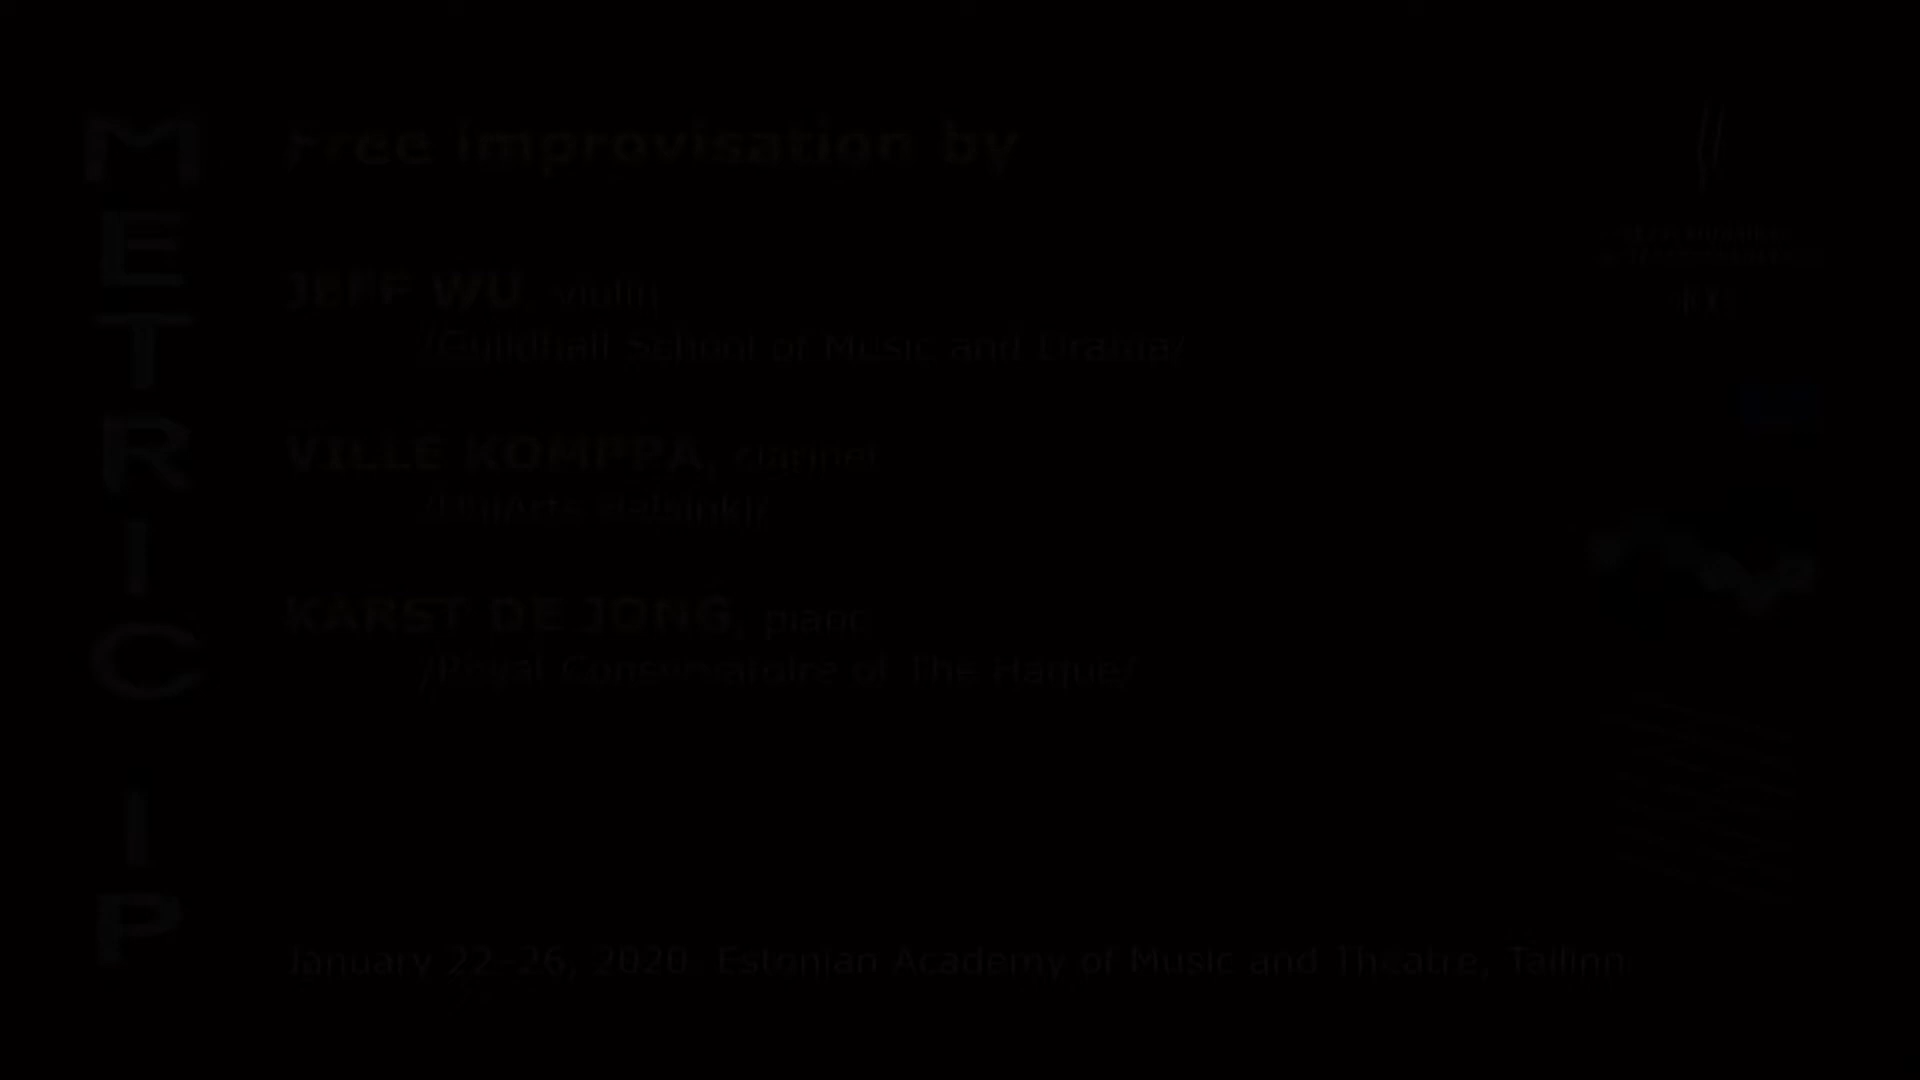 METRIC IP
Free improvisation by
JEFF WU, violin
/Guildhall School of Music and Drama/
VILLE KOMPPA, clarinet
Helsinki/
KARST DE JONG, piano
/Royal Conservatoire of The Hague/
January 22–26, 2020 Estonian Academy of Music and Theatre, Tallinn